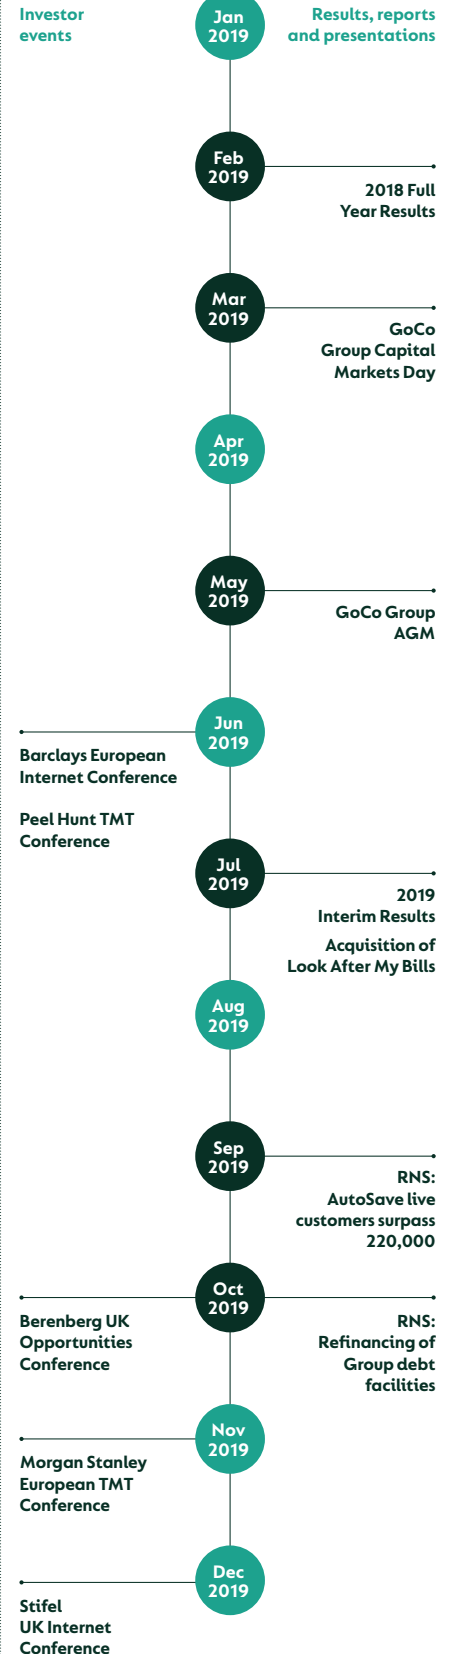 Investor
events
Jan
2019
Results, reports
and presentations
Feb
2019
2018 Full
Year Results
Mar
2019
GoCo
Group Capital
Markets Day
Apr
2019
May
2019
GoCo Group
AGM
Jun
2019
Barclays European
Internet Conference
Peel Hunt TMT
Conference
Jul
2019
2019
Interim Results
Acquisition of
Look After My Bills
Aug
2019
Sep
2019
RNS:
AutoSave live
customers surpass
220,000
Oct
2019
Berenberg UK
Opportunities
Conference
RNS:
Refinancing of
Group debt
facilities
Nov
2019
Morgan Stanley
European TMT
Conference
Dec
2019
Stifel
UK Internet
Conference